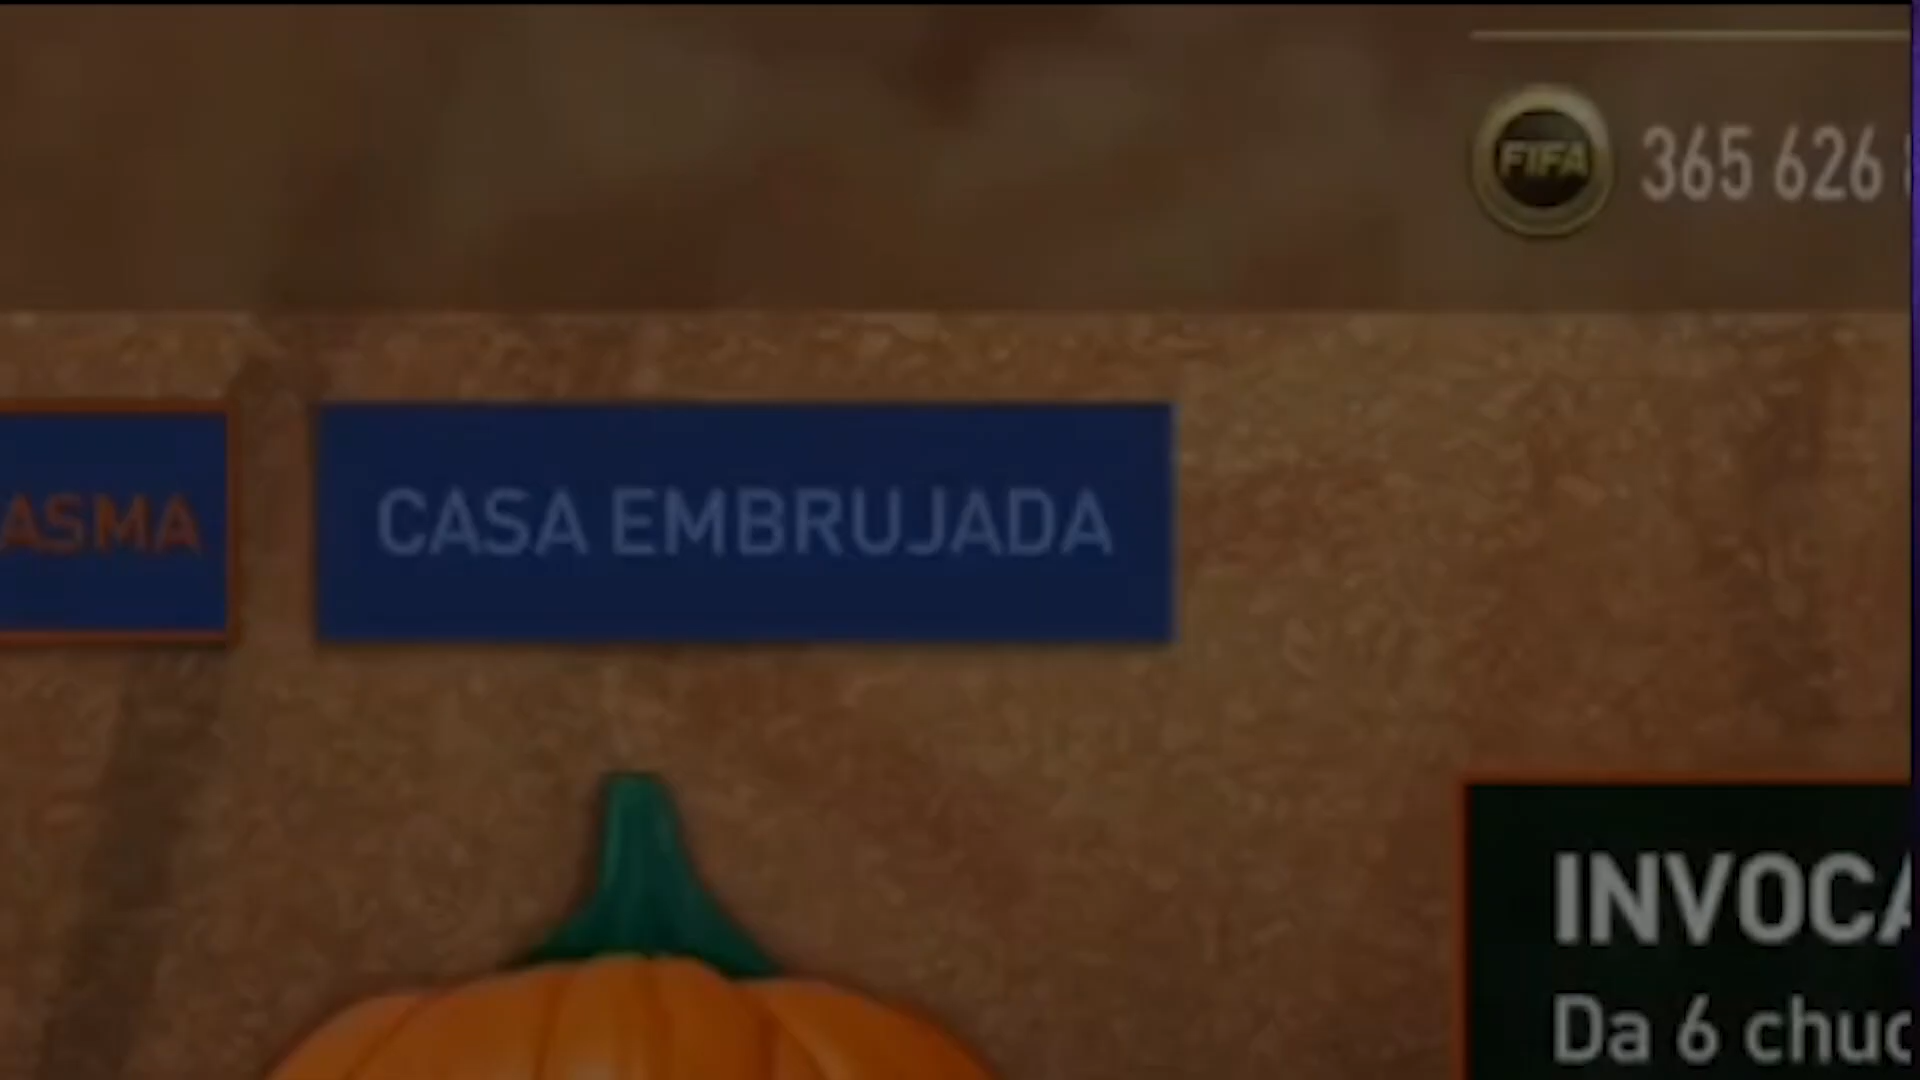 FIFA
365 626
ASMA
CASA EMBRUJADA
INVOCA
Da 6 chuc